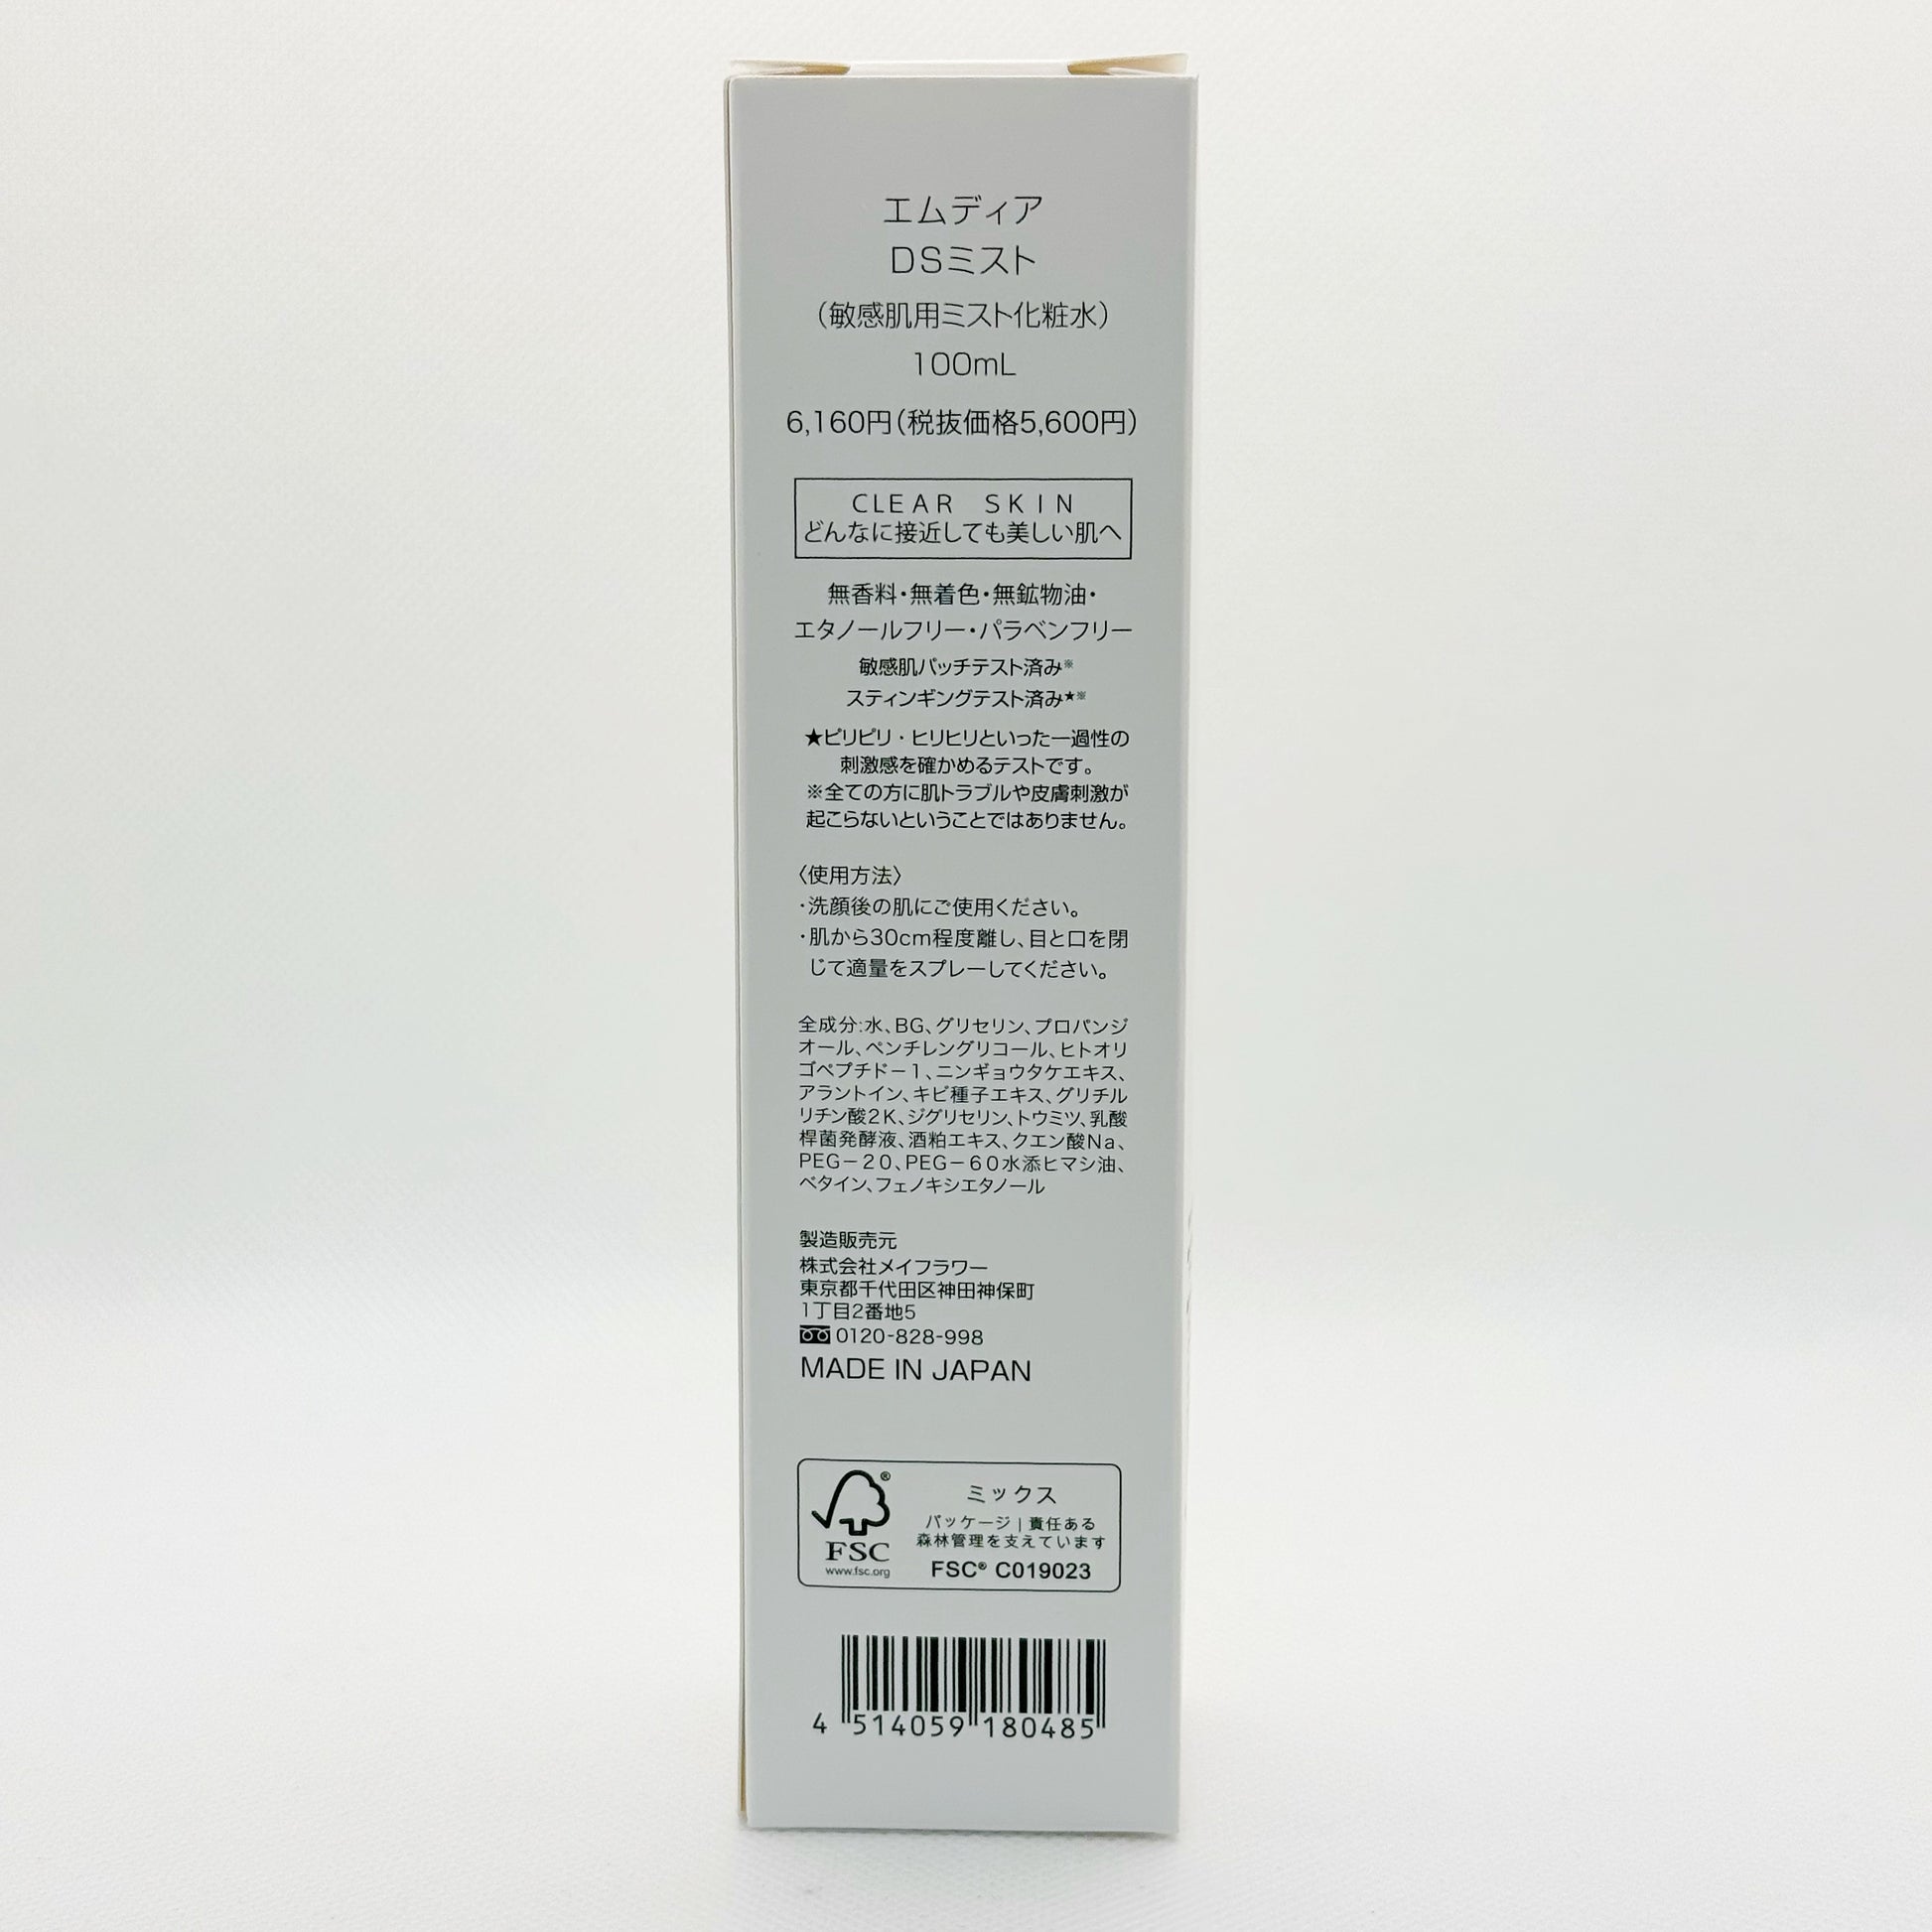 エムディア
DSミスト
（敏感肌用ミスト化粧水）
100mL
6,160円（税抜価格5,600円）
CLEAR SKIN
どんなに接近しても美しい肌へ
無香料・無着色・無鉱物油・
エタノールフリー・パラベンフリー
敏感肌パッチテスト済み※
スティンギングテスト済み★※
★ピリピリ・ヒリヒリといった一過性の
刺激感を確かめるテストです。
※全ての方に肌トラブルや皮膚刺激が
起こらないということではありません。
〈使用方法〉
・洗顔後の肌にご使用ください。
・肌から30cm程度離し、目と口を閉
じて適量をスプレーしてください。
全成分:水、BG、グリセリン、プロパンジ
オール、ペンチレングリコール、ヒトオリ
ゴペプチド－1、ニンギョウタケエキス、
アラントイン、キビ種子エキス、グリチル
リチン酸2K、ジグリセリン、トウミツ、乳酸
桿菌発酵液、酒粕エキス、クエン酸Na、
PEG－20、PEG－60水添ヒマシ油、
ベタイン、フェノキシエタノール
製造販売元
株式会社メイフラワー
東京都千代田区神田神保町
1丁目2番地5
0120-828-998
MADE IN JAPAN
FSC®
www.fsc.org
ミックス
パッケージ｜責任ある
森林管理を支えています
FSC® C019023
4 514059 180485